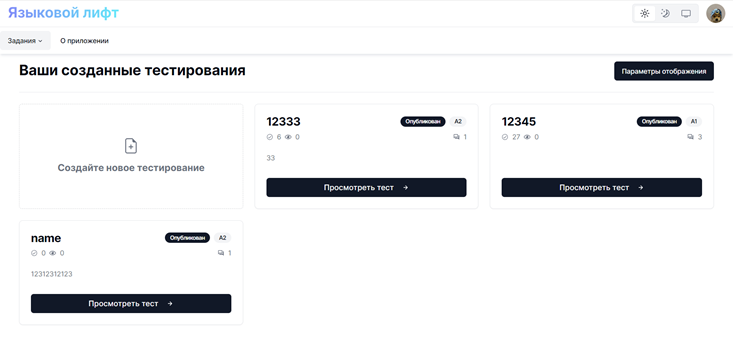 Языковой лифт
Задания
О приложении
Ваши созданные тестирования
Параметры отображения
Создайте новое тестирование
12333
Опубликован
A2
6
0
1
33
Просмотреть тест
12345
Опубликован
A1
27
0
3
Просмотреть тест
name
Опубликован
A2
0
0
1
12312312123
Просмотреть тест